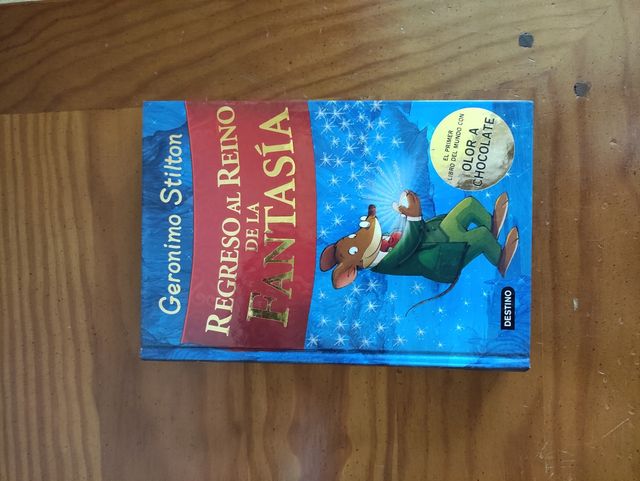 Geronimo Stilton
REGRESO AL REINO
DE LA
FANTASÍA
EL PRIMER
LIBRO DEL MUNDO CON
OLOR A
CHOCOLATE
DESTINO